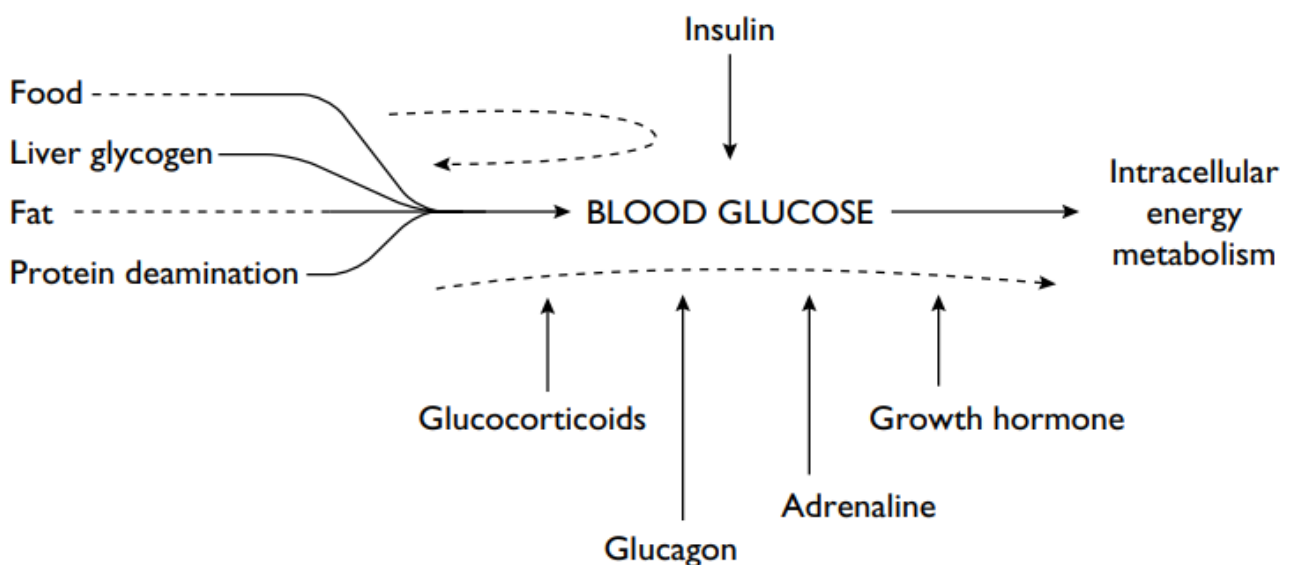 Insulin
Food
Liver glycogen
Fat
Protein deamination
BLOOD GLUCOSE
Intracellular
energy
metabolism
Glucocorticoids
Growth hormone
Adrenaline
Glucagon